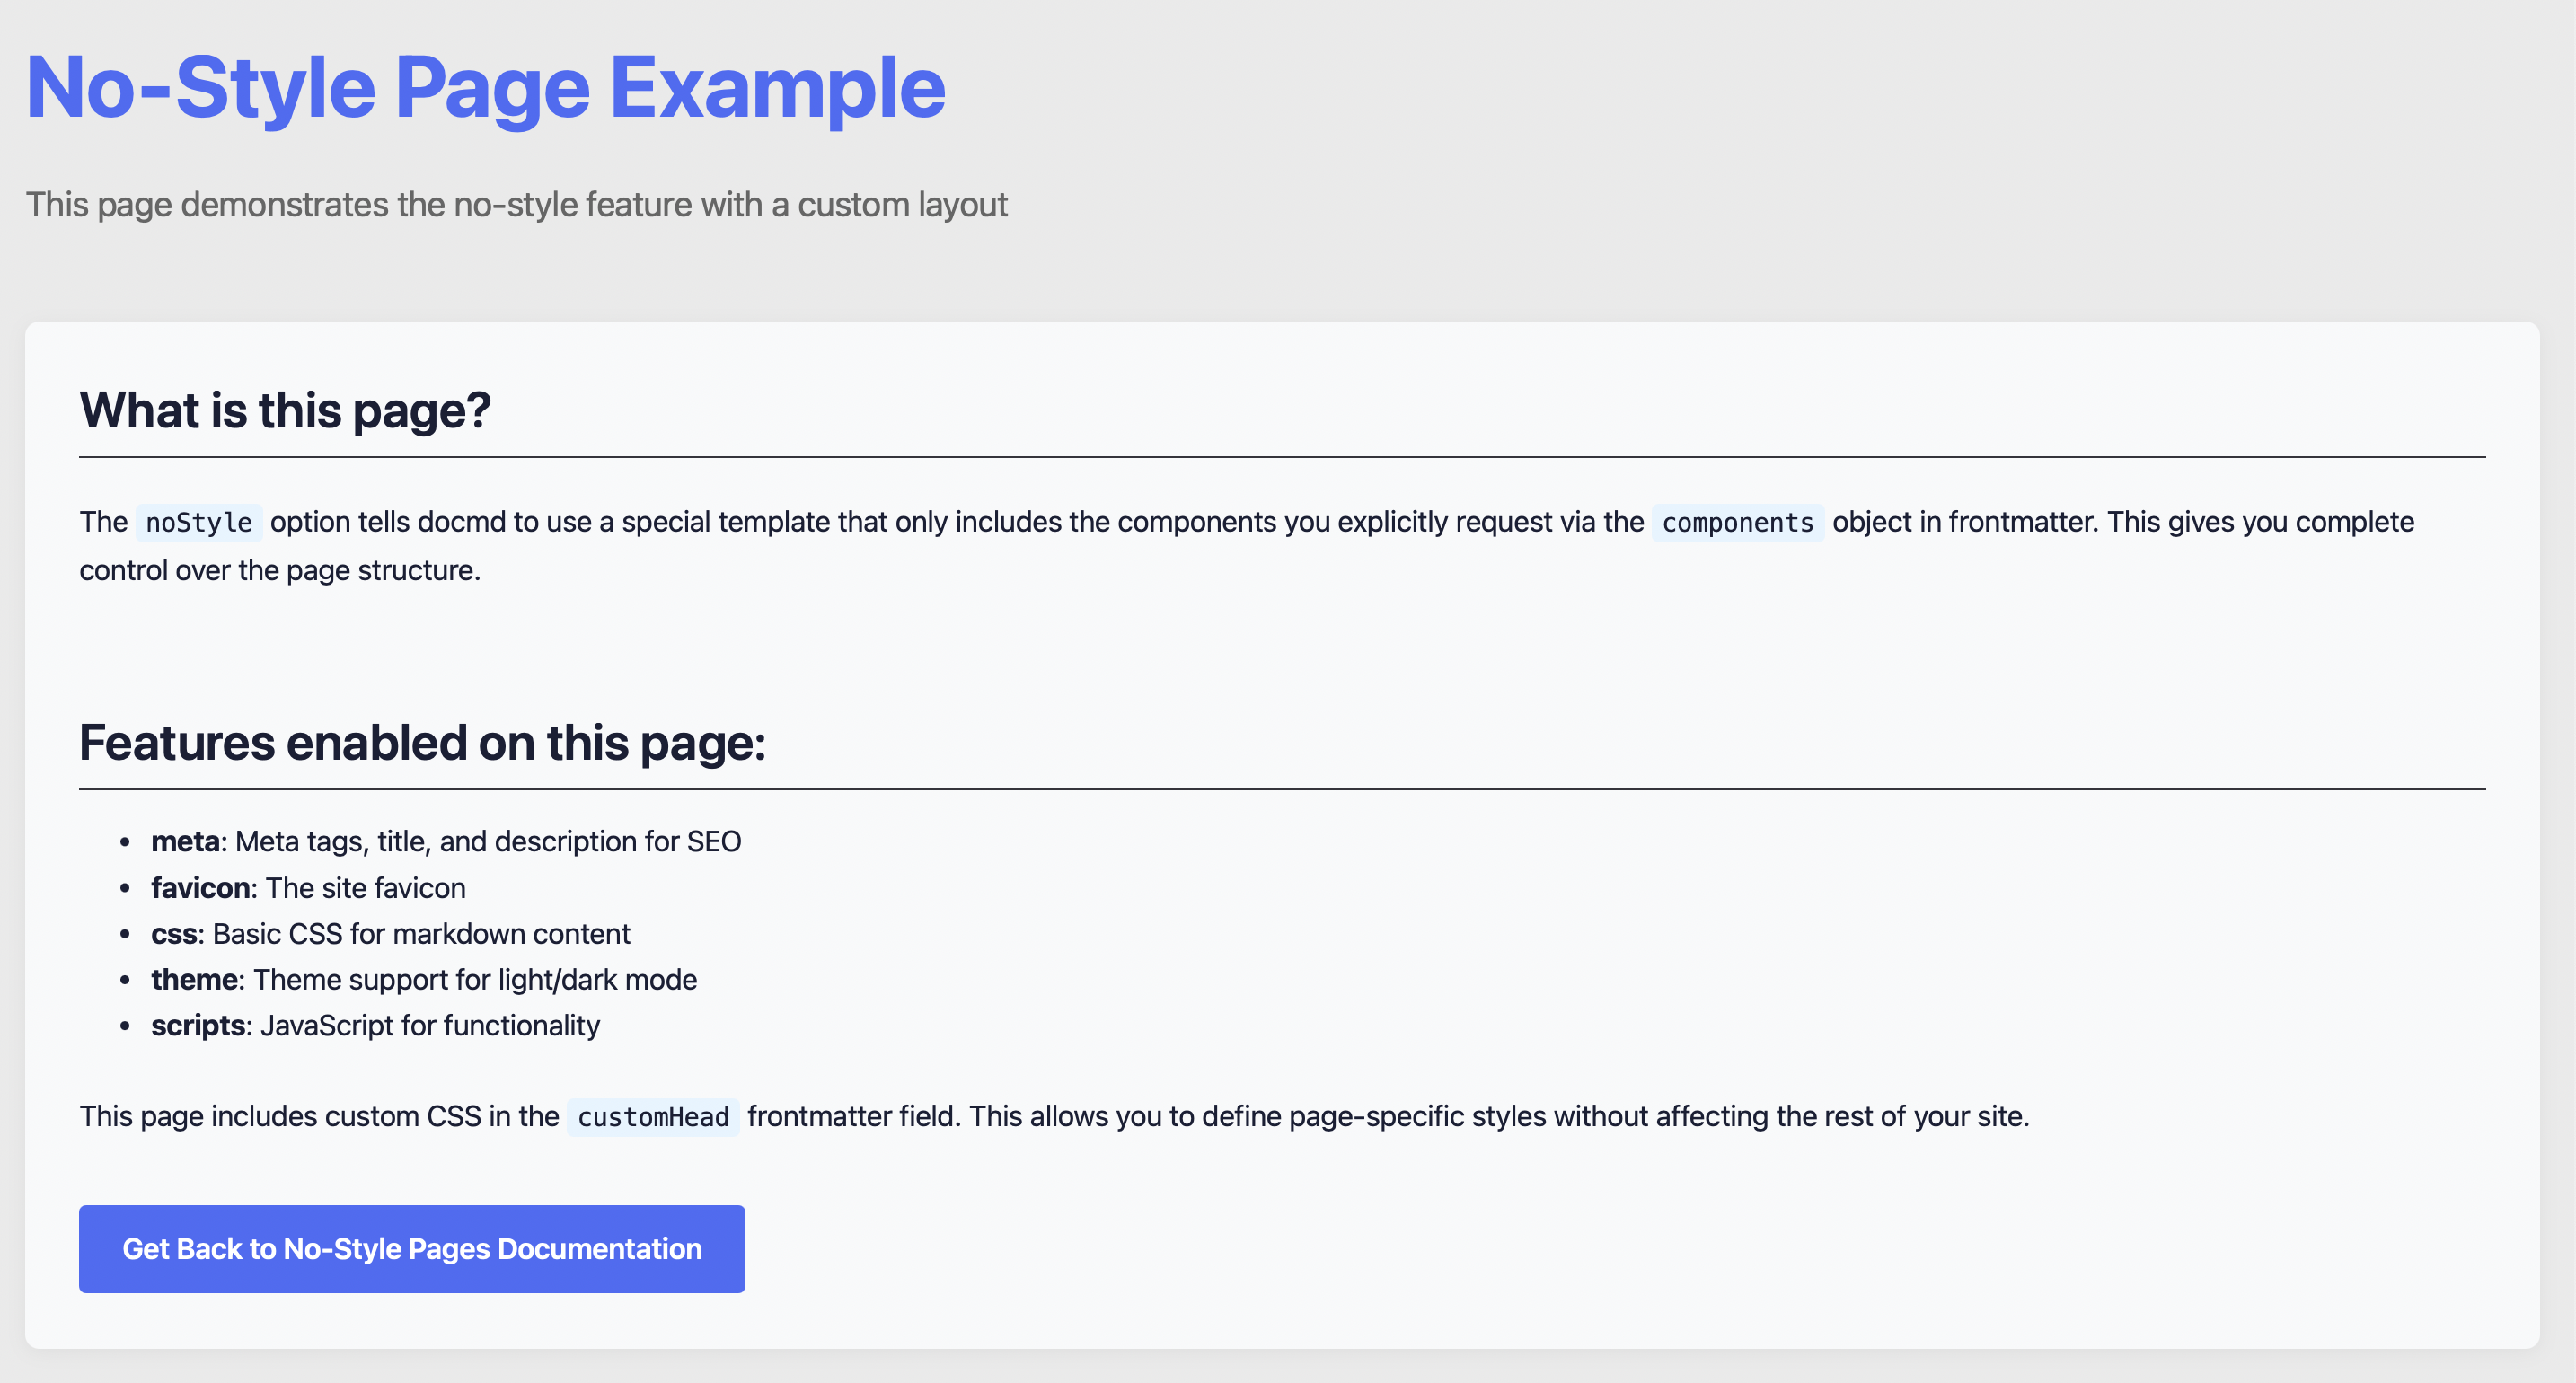 No-Style Page Example
This page demonstrates the no-style feature with a custom layout
What is this page?
The noStyle option tells docmd to use a special template that only includes the components you explicitly request via the components object in frontmatter. This gives you complete
control over the page structure.
Features enabled on this page:
• meta: Meta tags, title, and description for SEO
• favicon: The site favicon
• css: Basic CSS for markdown content
• theme: Theme support for light/dark mode
• scripts: JavaScript for functionality
This page includes custom CSS in the customHead frontmatter field. This allows you to define page-specific styles without affecting the rest of your site.
Get Back to No-Style Pages Documentation